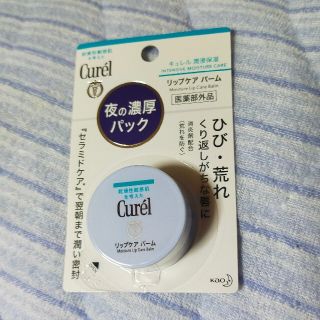 乾燥性敏感肌
を考えた
Curél
キュレル 潤浸保湿
INTENSIVE MOISTURE CARE
リップケア バーム
Moisture Lip Care Balm
医薬部外品
夜の濃厚
パック
ひび・荒れ
くり返しがちな唇に
消炎剤配合
(荒れを防ぐ)
『セラミドケア』で翌朝まで潤い密封
乾燥性敏感肌
を考えた
Curél
リップケア バーム
Moisture Lip Care Balm
Kao